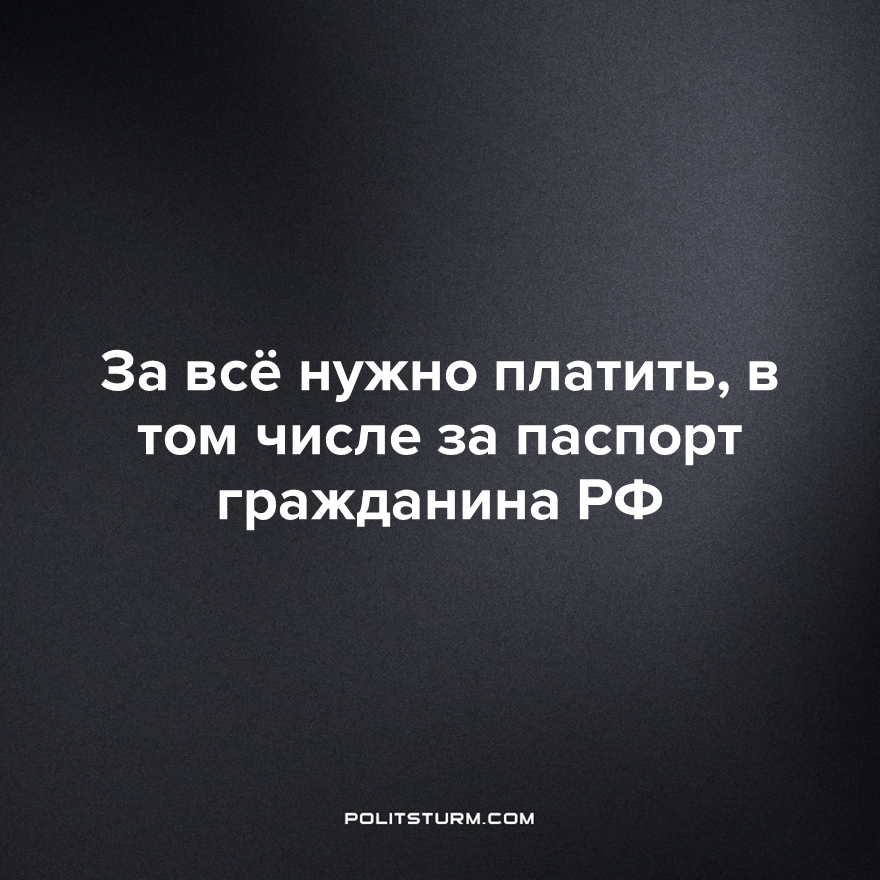 За всё нужно платить, в
том числе за паспорт
гражданина РФ
POLITSTURM.COM